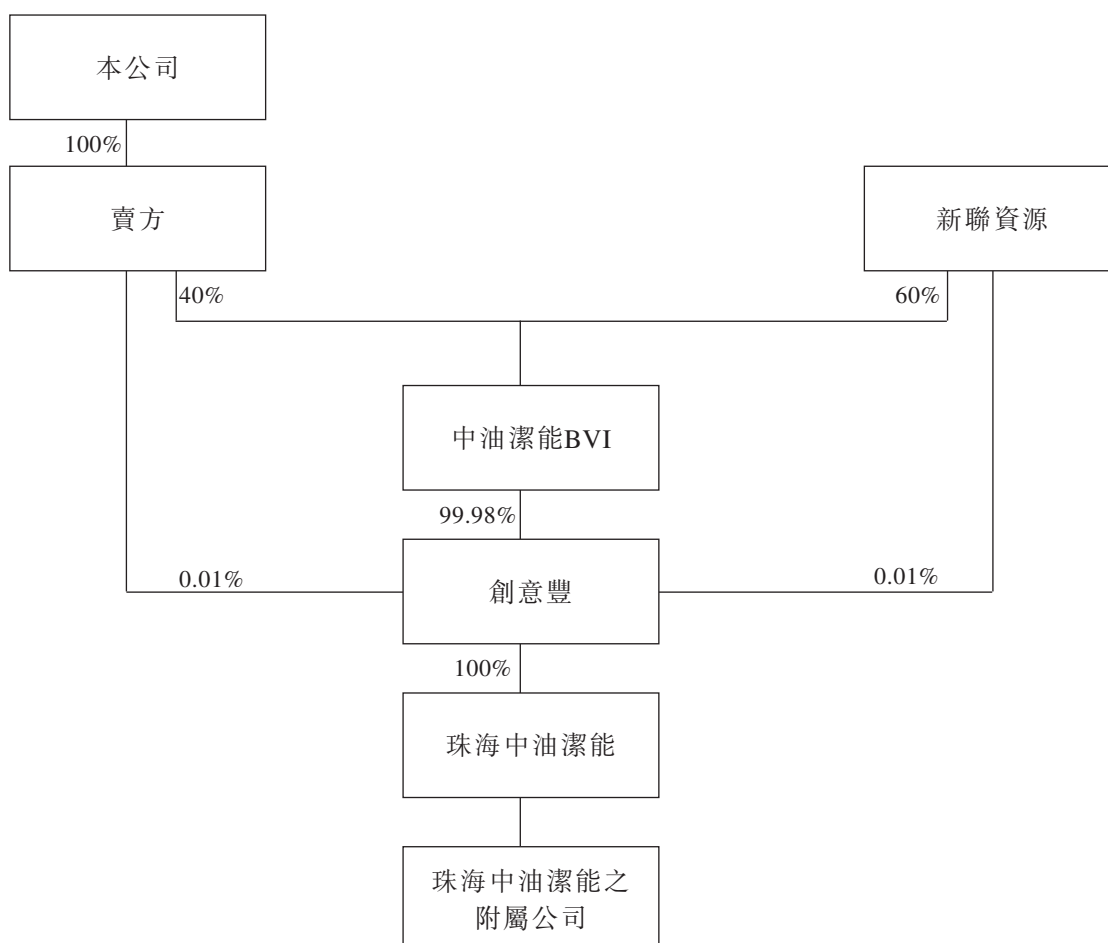 本公司
100%
賣方
新聯資源
40%
60%
中油潔能BVI
99.98%
0.01%
創意豐
0.01%
100%
珠海中油潔能
珠海中油潔能之
附屬公司